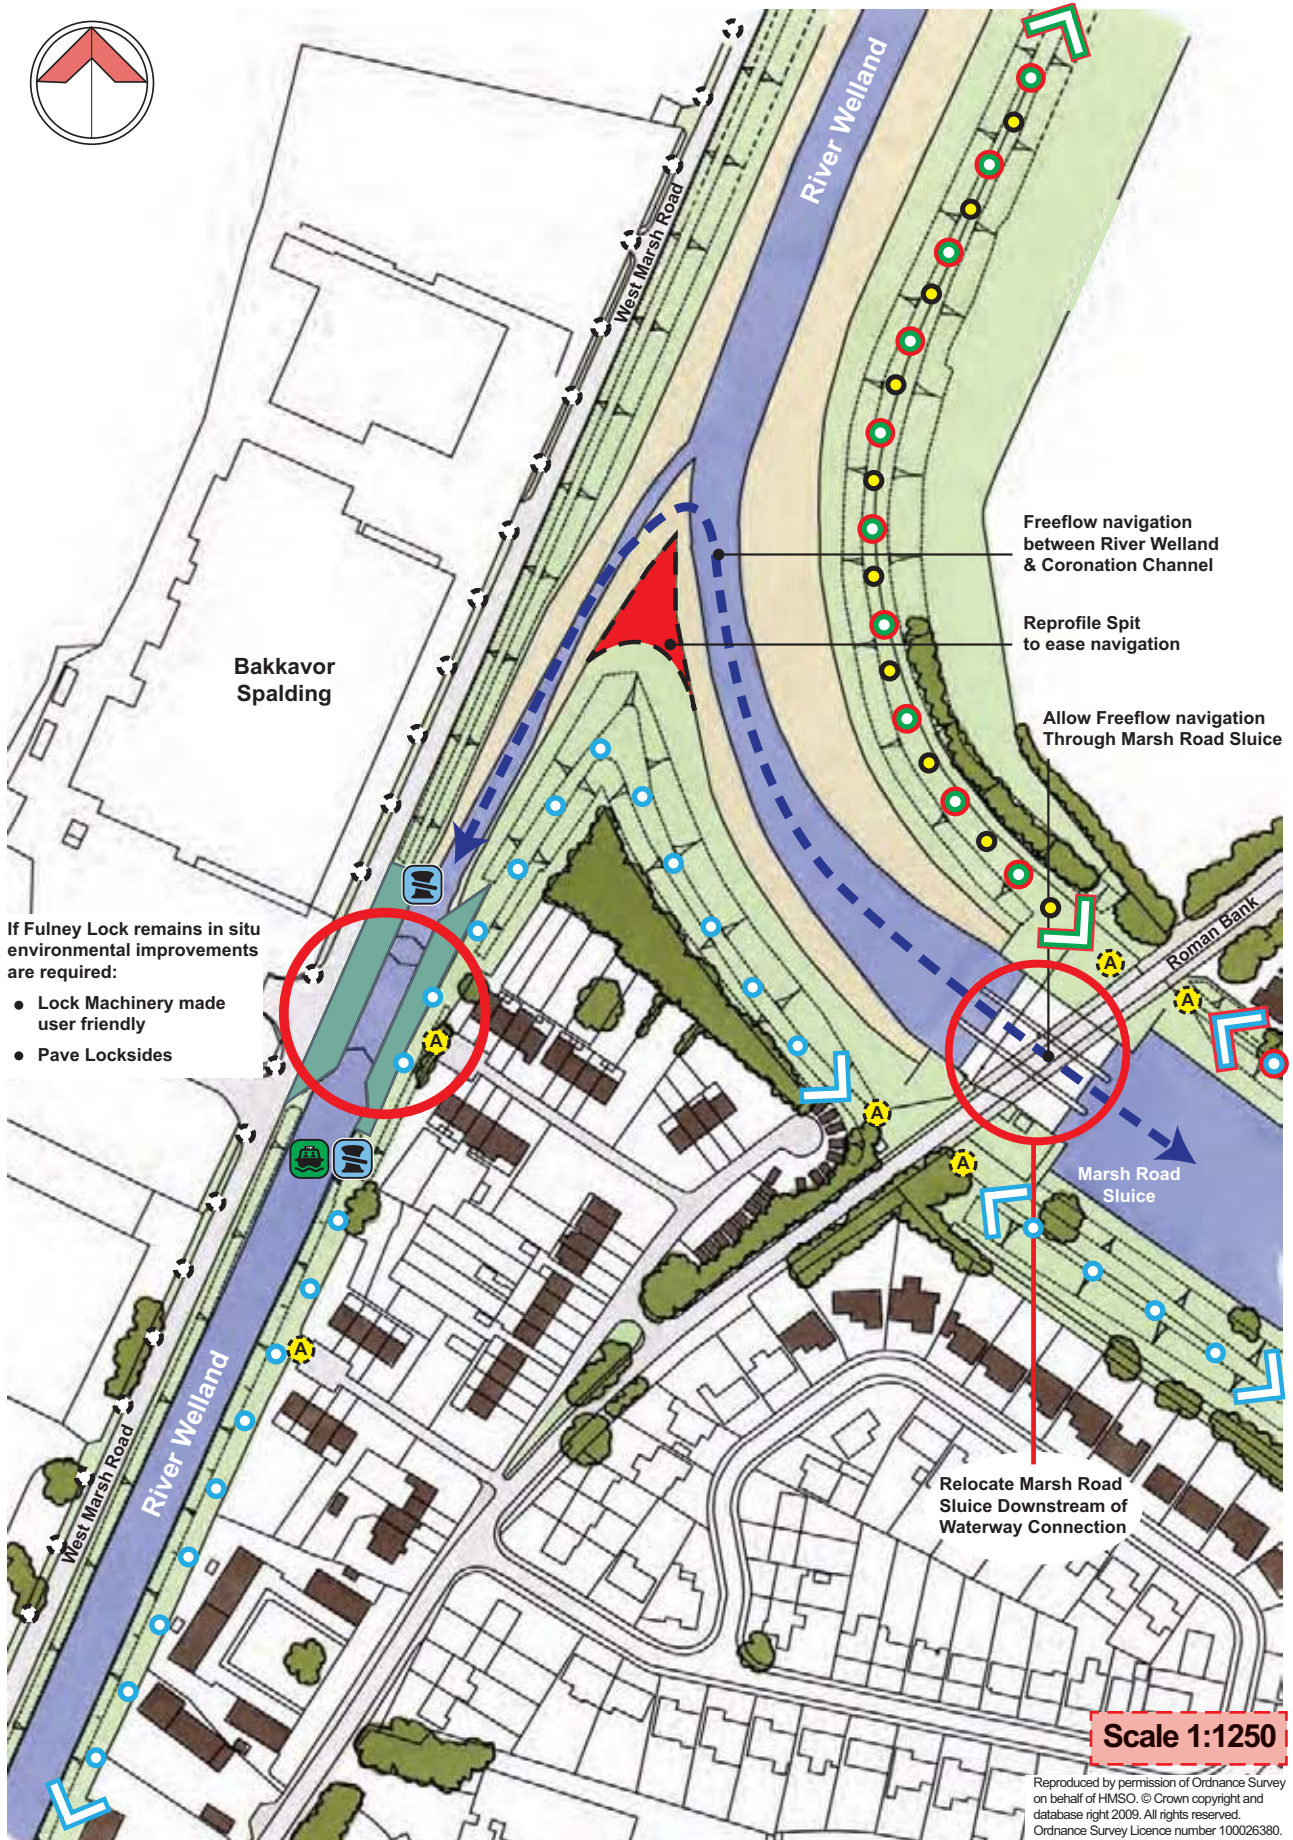 River Welland
West Marsh Road
Freeflow navigation
between River Welland
& Coronation Channel
Reprofile Spit
to ease navigation
Bakkavor
Spalding
Allow Freeflow navigation
Through Marsh Road Sluice
If Fulney Lock remains in situ
environmental improvements
are required:
● Lock Machinery made
user friendly
● Pave Locksides
Roman Bank
A
A
A
A
A
Marsh Road
Sluice
A
River Welland
West Marsh Road
Relocate Marsh Road
Sluice Downstream of
Waterway Connection
Scale 1:1250
Reproduced by permission of Ordnance Survey
on behalf of HMSO. © Crown copyright and
database right 2009. All rights reserved.
Ordnance Survey Licence number 100026380.